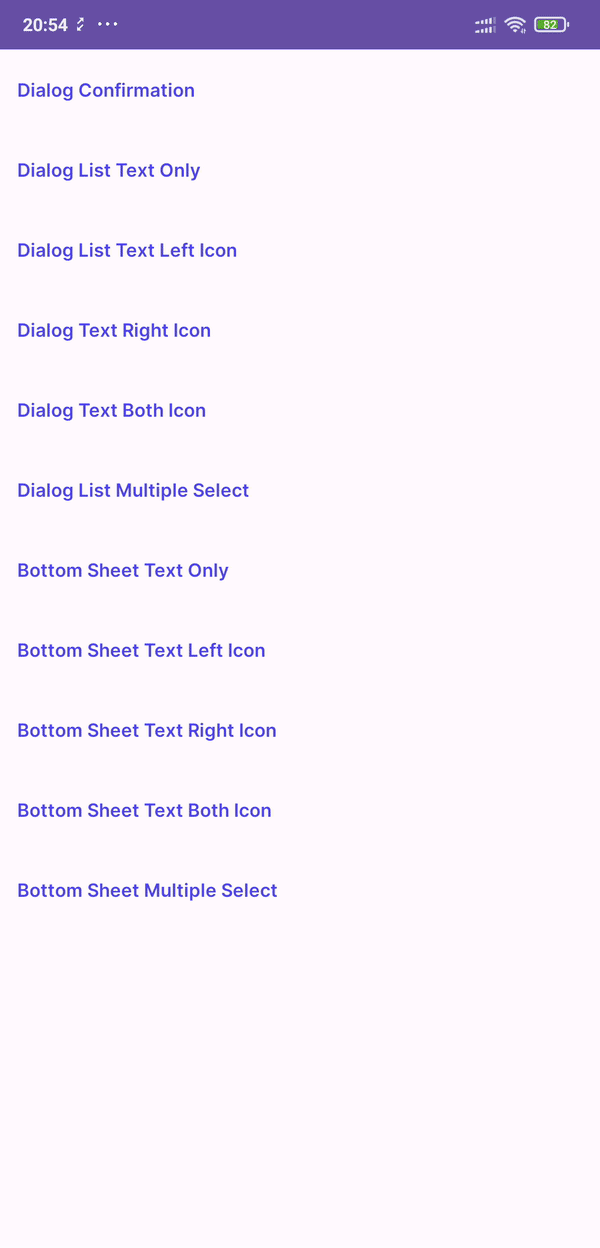 20:54
82
Dialog Confirmation
Dialog List Text Only
Dialog List Text Left Icon
Dialog Text Right Icon
Dialog Text Both Icon
Dialog List Multiple Select
Bottom Sheet Text Only
Bottom Sheet Text Left Icon
Bottom Sheet Text Right Icon
Bottom Sheet Text Both Icon
Bottom Sheet Multiple Select